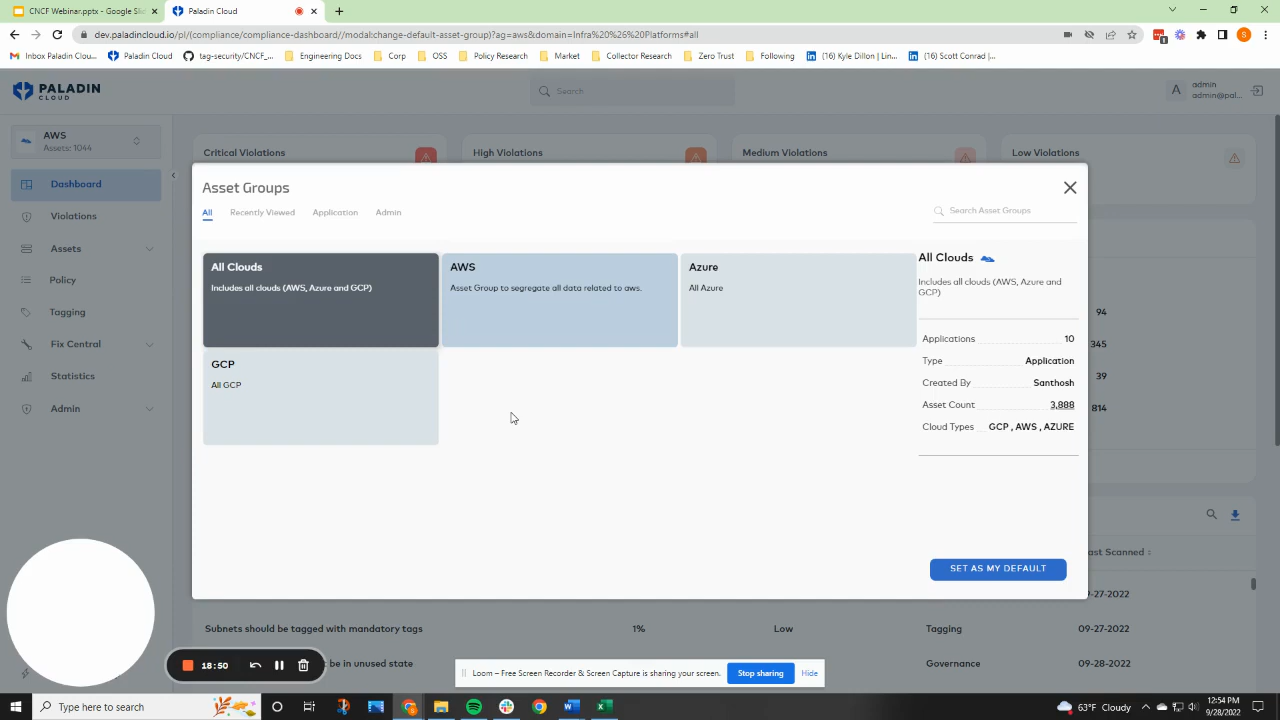 CNCF Webinar.pptx - Google Slid
Paladin Cloud
dev.paladincloud.io/pl/(compliance/compliance-dashboard//modal:change-default-asset-group)?ag=aws&domain=Infra%20%26%20Platforms#all
S
Inbox Paladin Clou...
Paladin Cloud
tag-security/CNCF_...
Engineering Docs
Corp
OSS
Policy Research
Market
Collector Research
Zero Trust
Following
(16) Kyle Dillon | Lin...
(16) Scott Conrad |...
PALADIN
CLOUD
Search
A
admin
admin@pal...
AWS
Assets: 1044
Dashboard
Violations
Assets
Policy
Tagging
Fix Central
Statistics
Admin
Critical Violations
High Violations
Medium Violations
Low Violations
Asset Groups
All
Recently Viewed
Application
Admin
Search Asset Groups
All Clouds
Includes all clouds (AWS, Azure and GCP)
AWS
Asset Group to segregate all data related to aws.
Azure
All Azure
GCP
All GCP
All Clouds
Includes all clouds (AWS, Azure and
GCP)
Applications 10
Type Application
Created By Santhosh
Asset Count 3,888
Cloud Types GCP , AWS , AZURE
SET AS MY DEFAULT
94
345
39
814
ast Scanned
-27-2022
Subnets should be tagged with mandatory tags 1% Low Tagging 09-27-2022
be in unused state Governance 09-28-2022
18:50
Loom – Free Screen Recorder & Screen Capture is sharing your screen.
Stop sharing
Hide
Type here to search
63°F Cloudy
12:54 PM
9/28/2022